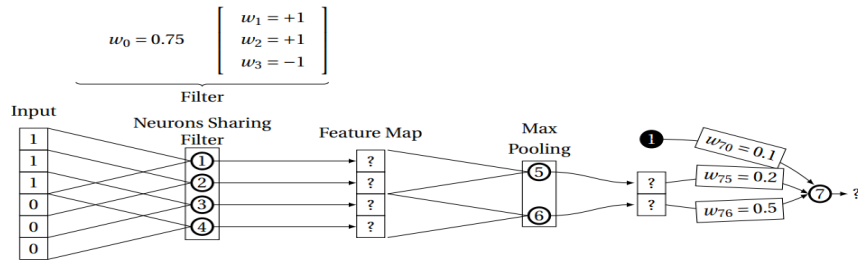 w₀ = 0.75
w₁ = +1
w₂ = +1
w₃ = −1
Filter
Input
Neurons Sharing
Filter
Feature Map
Max
Pooling
1
1
1
0
0
0
1
2
3
4
?
?
?
?
5
6
?
?
1
w₇₀ = 0.1
w₇₅ = 0.2
w₇₆ = 0.5
7
?